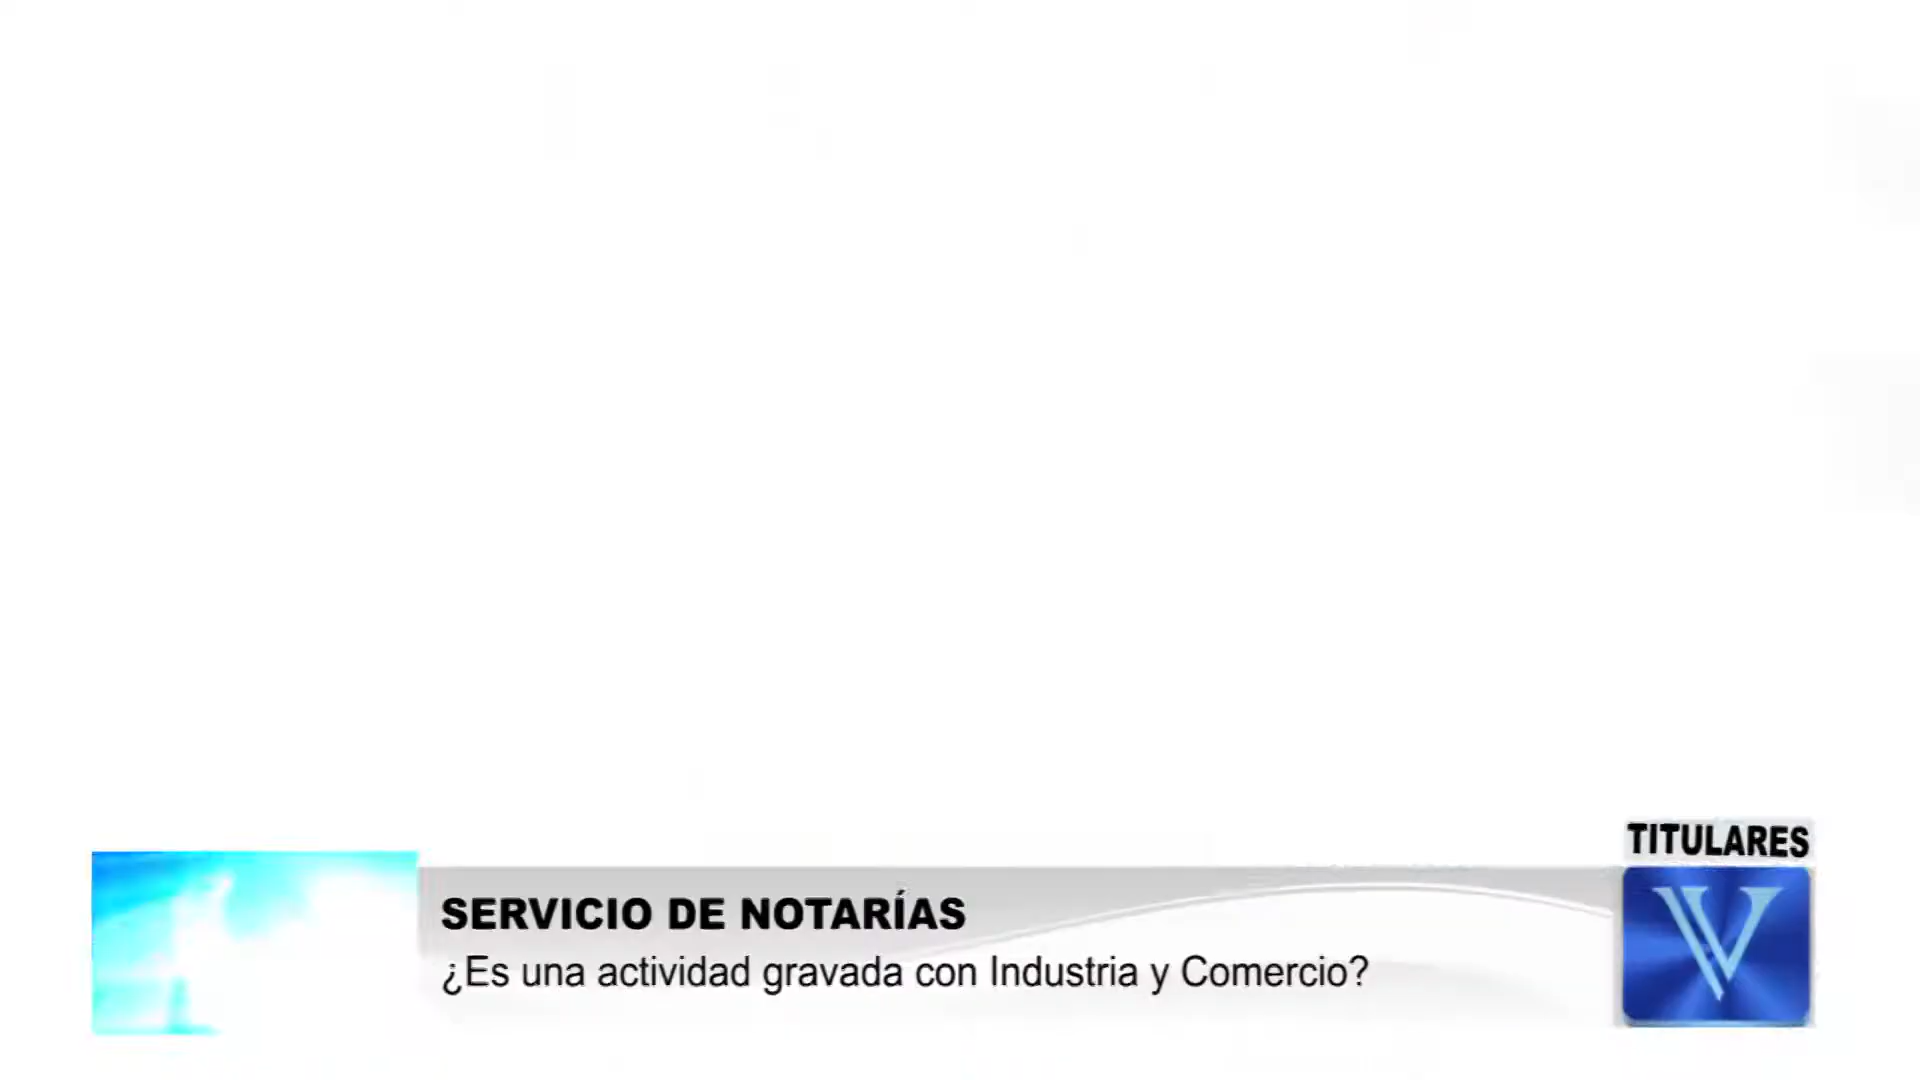 TITULARES
SERVICIO DE NOTARÍAS
¿Es una actividad gravada con Industria y Comercio?